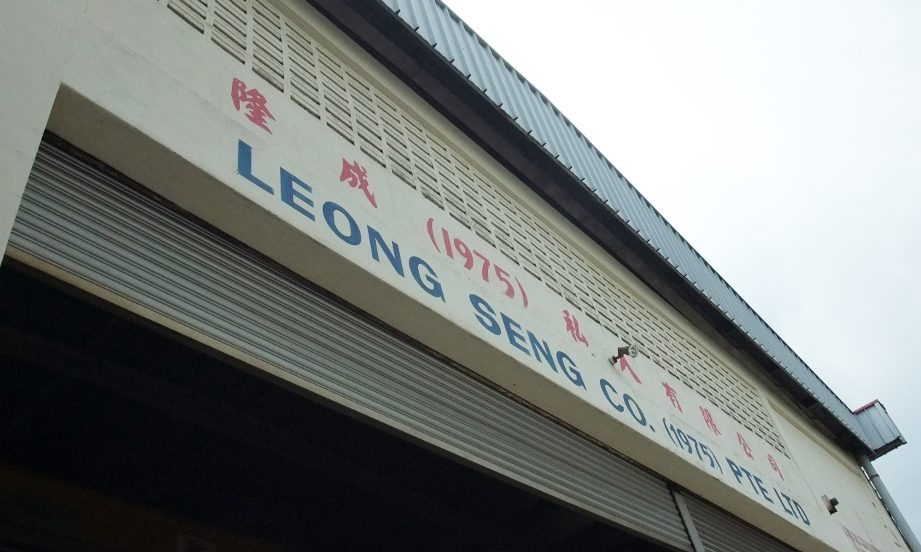 隆成(1975)私人有限公司
LEONG SENG CO. (1975) PTE LTD